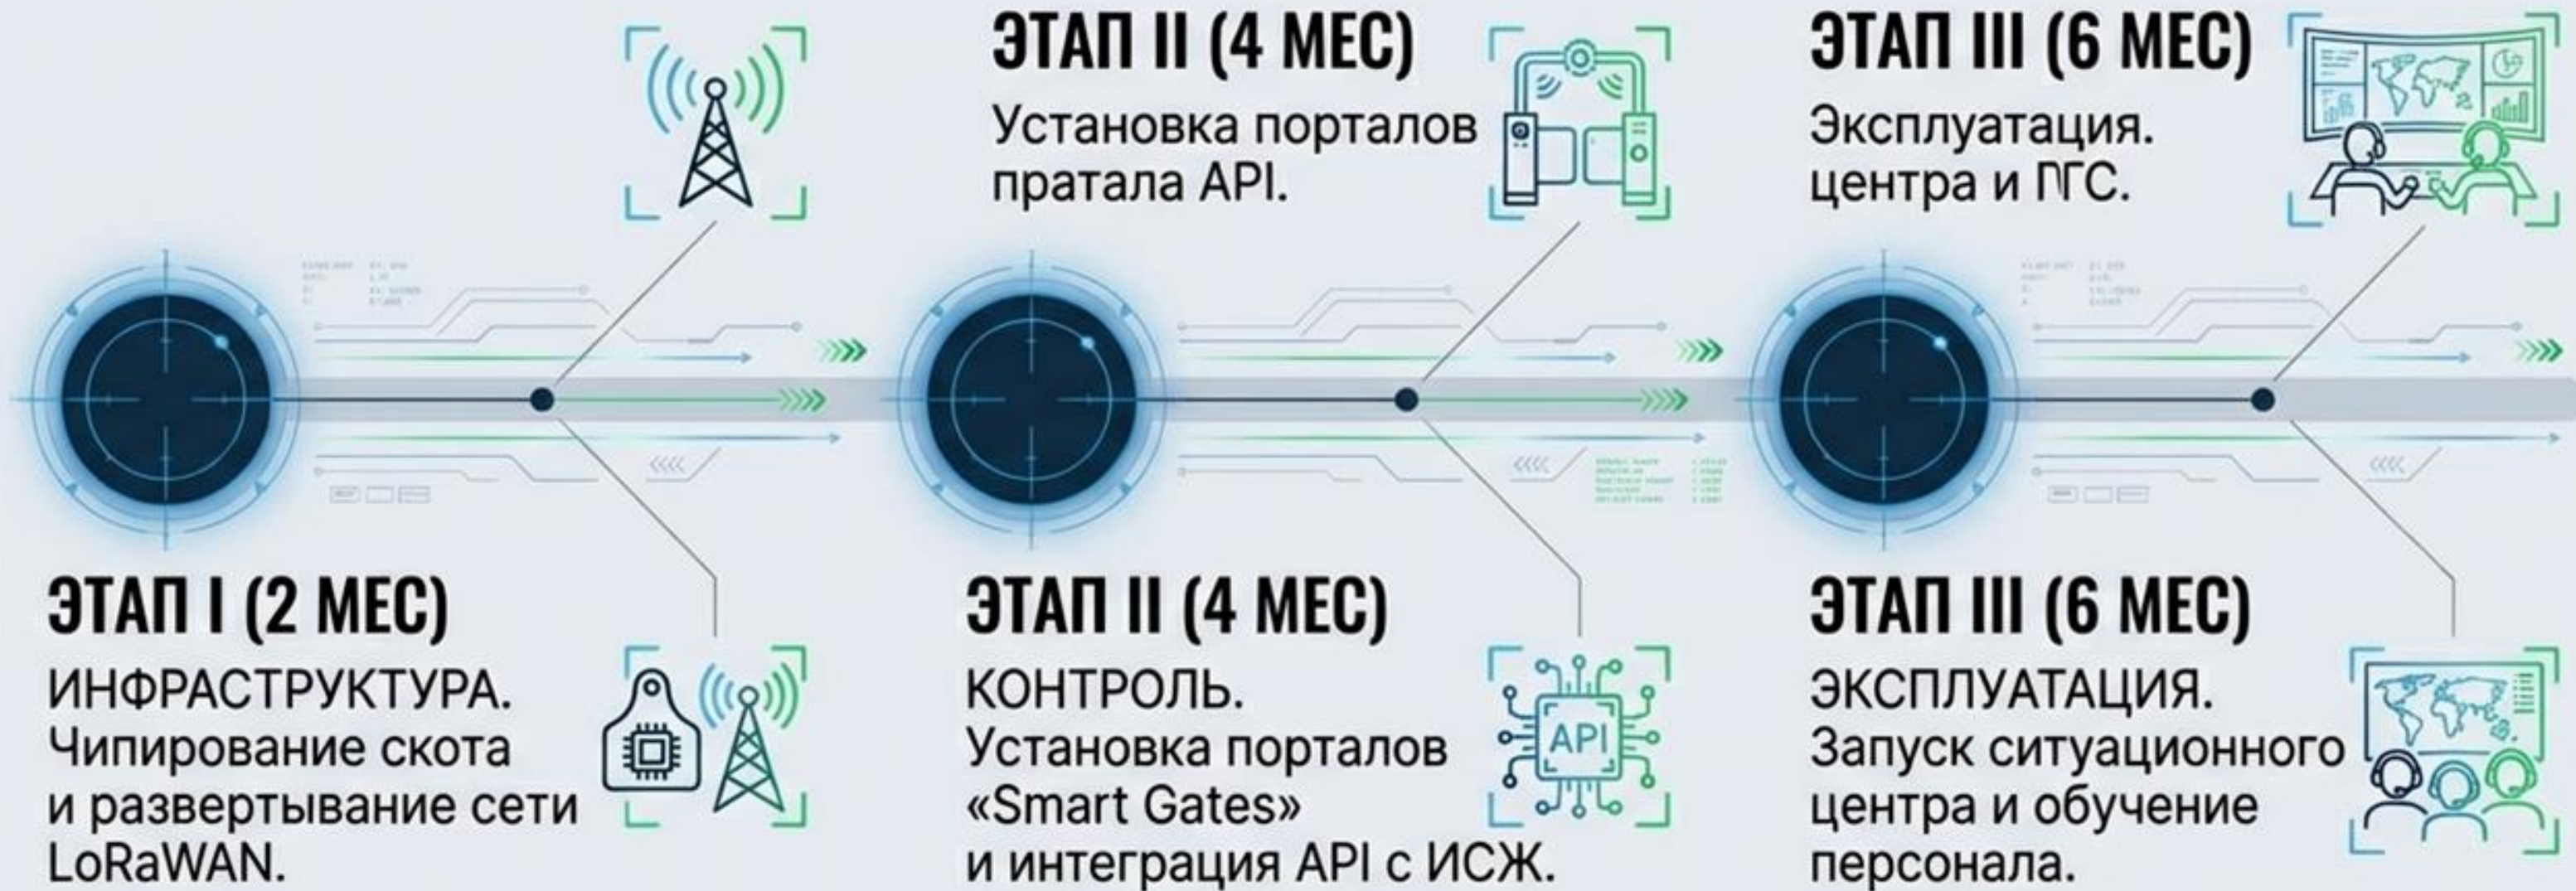 ЭТАП II (4 МЕС)
Установка порталов
пратала API.
ЭТАП III (6 МЕС)
Эксплуатация.
центра и ПГС.
ЭТАП I (2 МЕС)
ИНФРАСТРУКТУРА.
Чипирование скота
и развертывание сети
LoRaWAN.
ЭТАП II (4 МЕС)
КОНТРОЛЬ.
Установка порталов
«Smart Gates»
и интеграция API с ИСЖ.
API
ЭТАП III (6 МЕС)
ЭКСПЛУАТАЦИЯ.
Запуск ситуационного
центра и обучение
персонала.